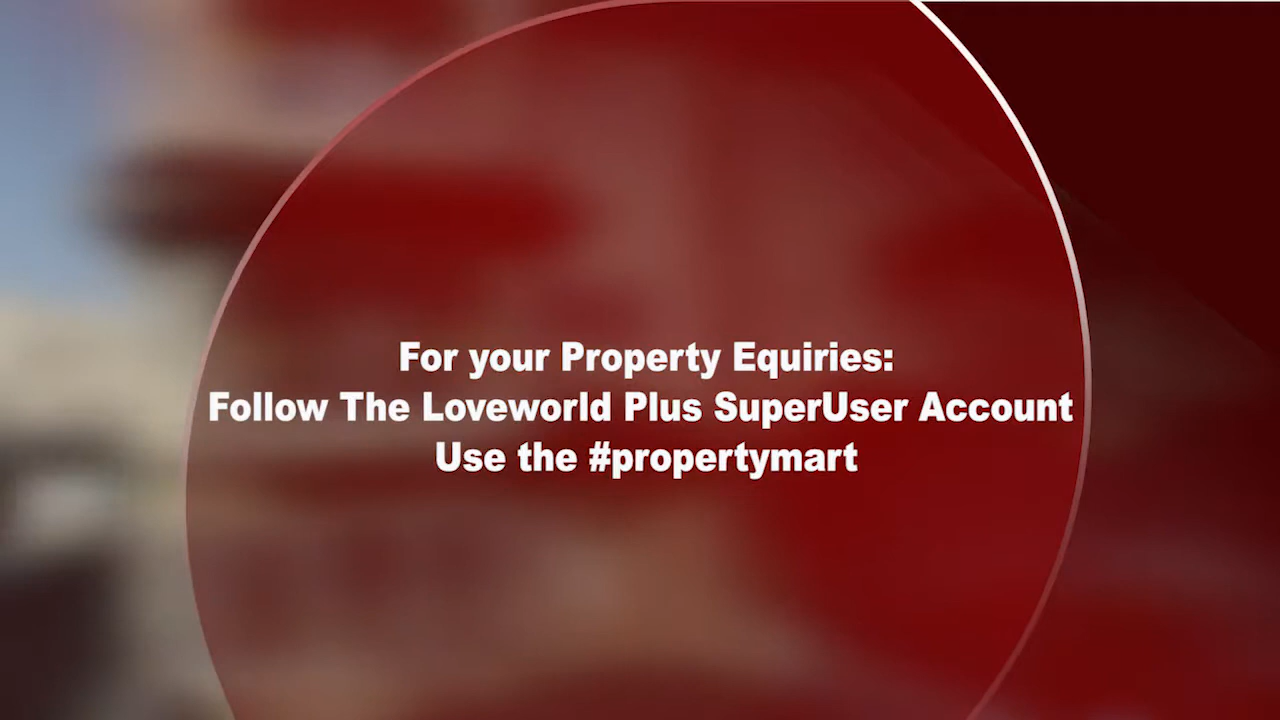 For your Property Equiries:
Follow The Loveworld Plus SuperUser Account
Use the #propertymart